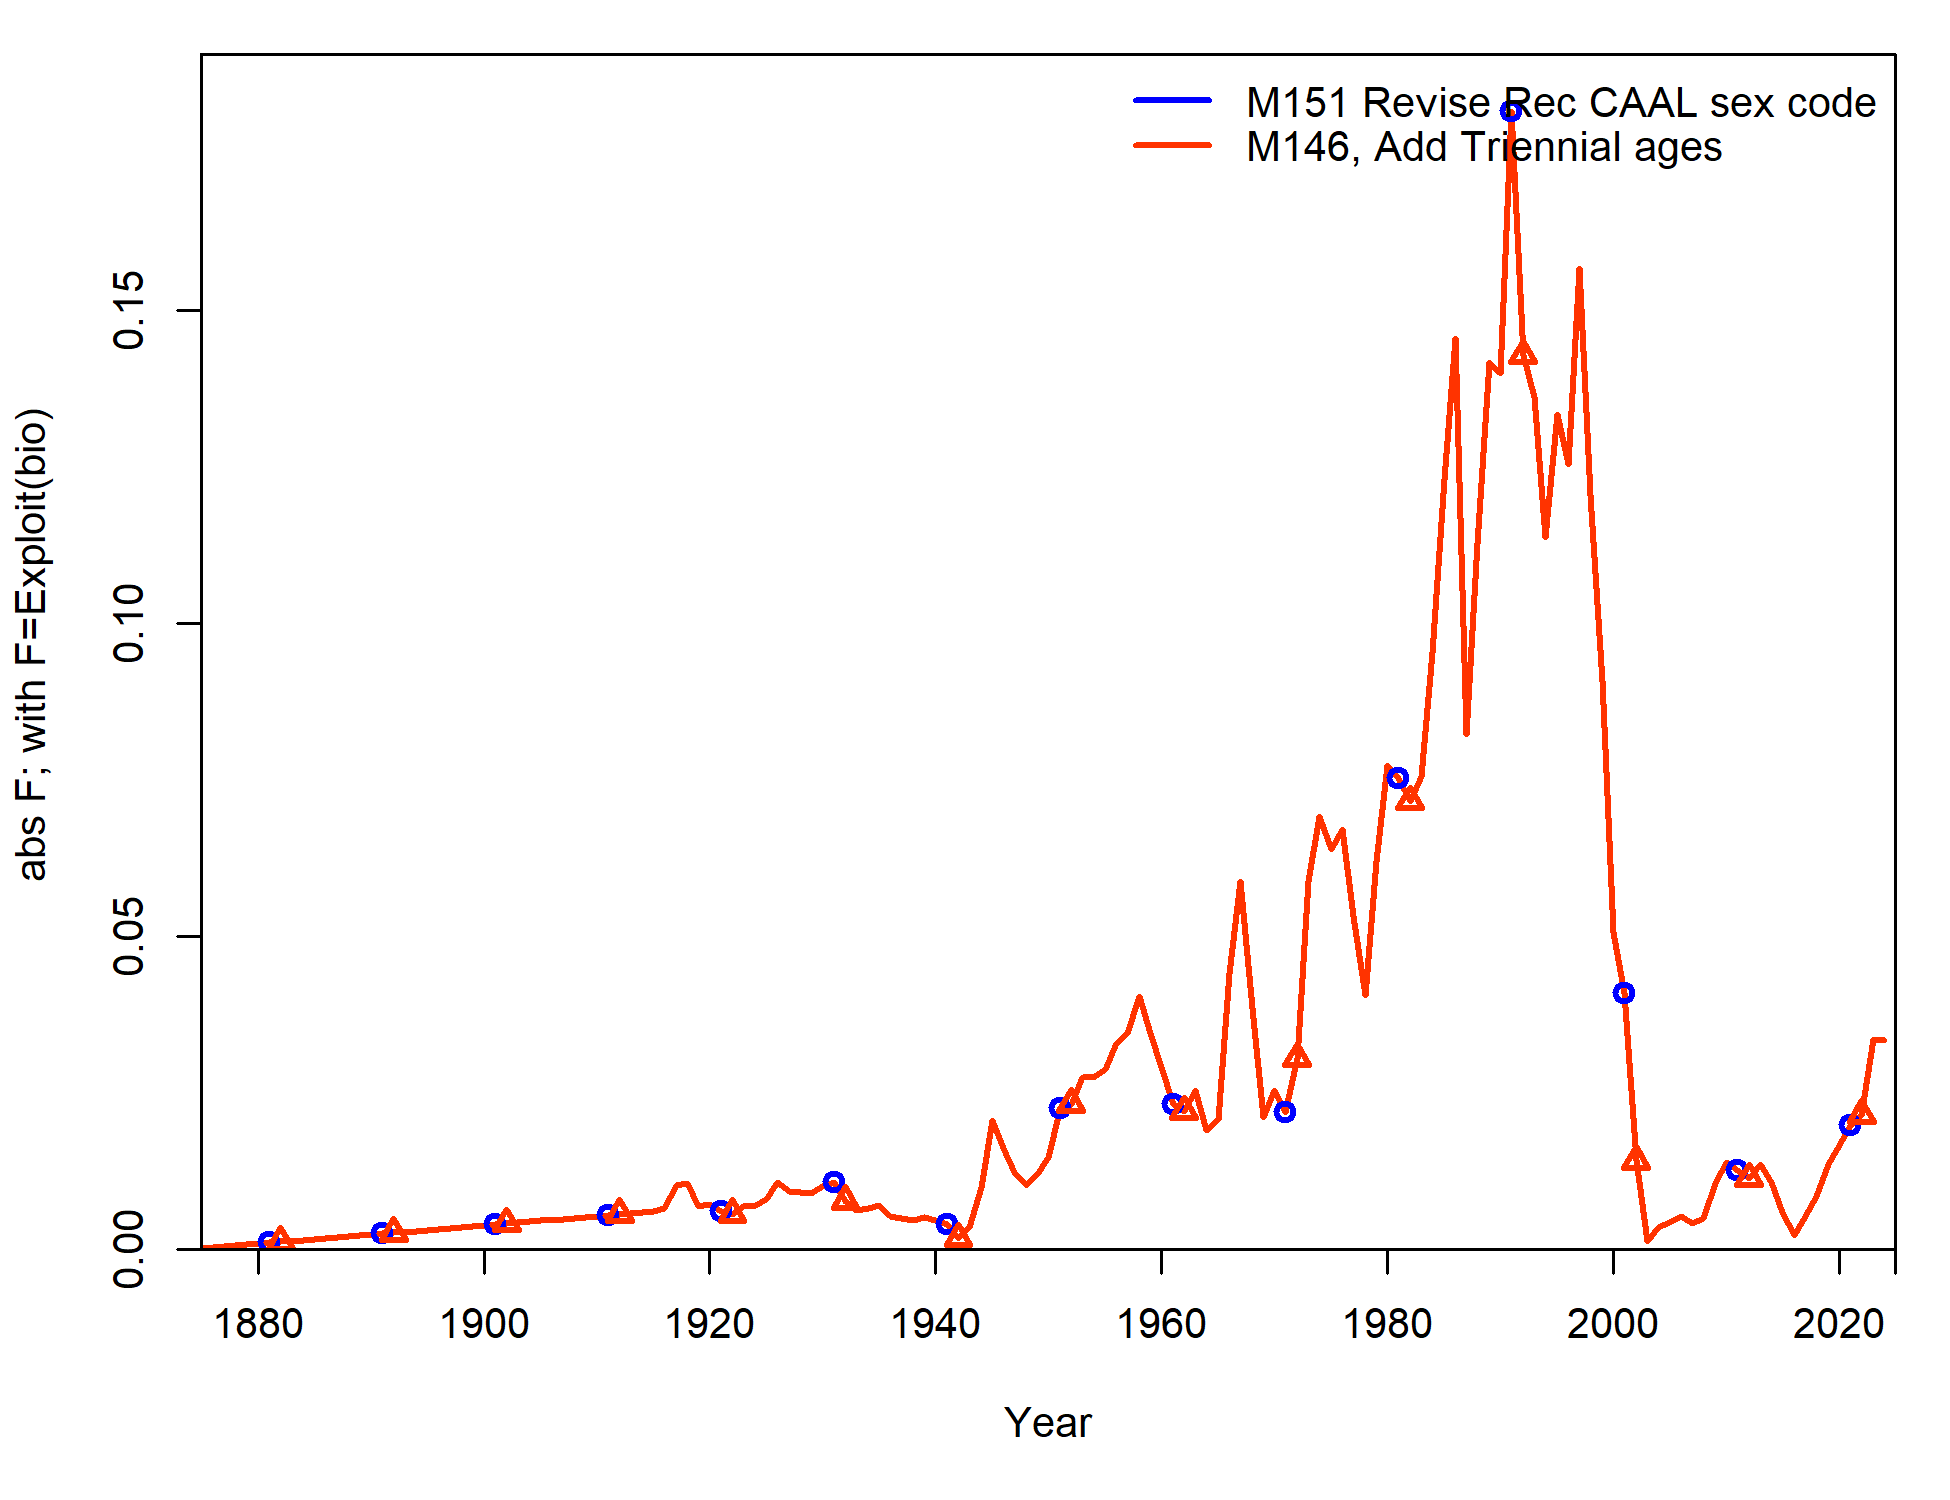 M151 Revise Rec CAAL sex code
M146, Add Triennial ages
abs F; with F=Exploit(bio)
0.15
0.10
0.05
0.00
1880 1900 1920 1940 1960 1980 2000 2020
Year